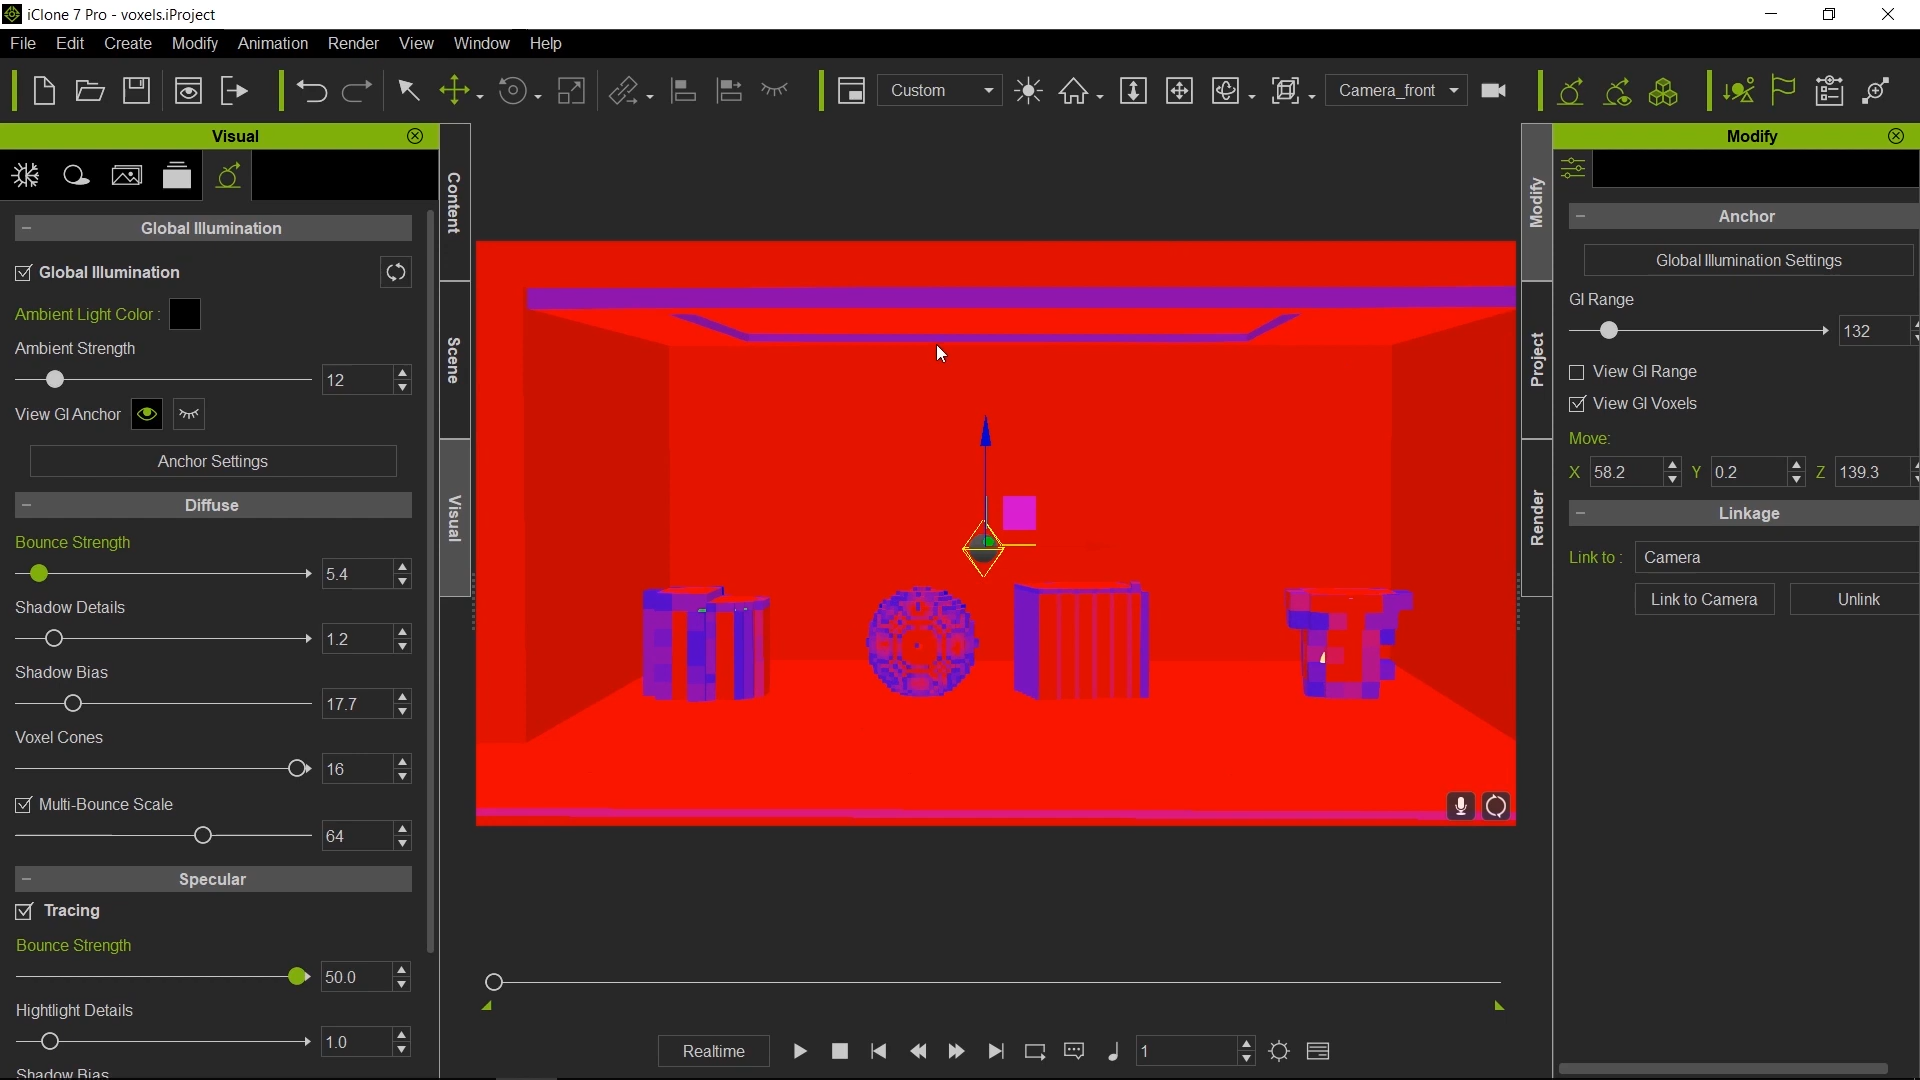 iClone 7 Pro - voxels.iProject
File Edit Create Modify Animation Render View Window Help
Custom
Camera_front
Visual
Global Illumination
Global Illumination
Ambient Light Color :
Ambient Strength
12
View GI Anchor
Anchor Settings
Diffuse
Bounce Strength
5.4
Shadow Details
1.2
Shadow Bias
17.7
Voxel Cones
16
Multi-Bounce Scale
64
Specular
Tracing
Bounce Strength
50.0
Hightlight Details
1.0
Shadow Bias
Content
Scene
Visual
Realtime
1
Modify
Project
Render
Modify
Anchor
Global Illumination Settings
GI Range
132
View GI Range
View GI Voxels
Move:
X 58.2 Y 0.2 Z 139.3
Linkage
Link to : Camera
Link to Camera Unlink